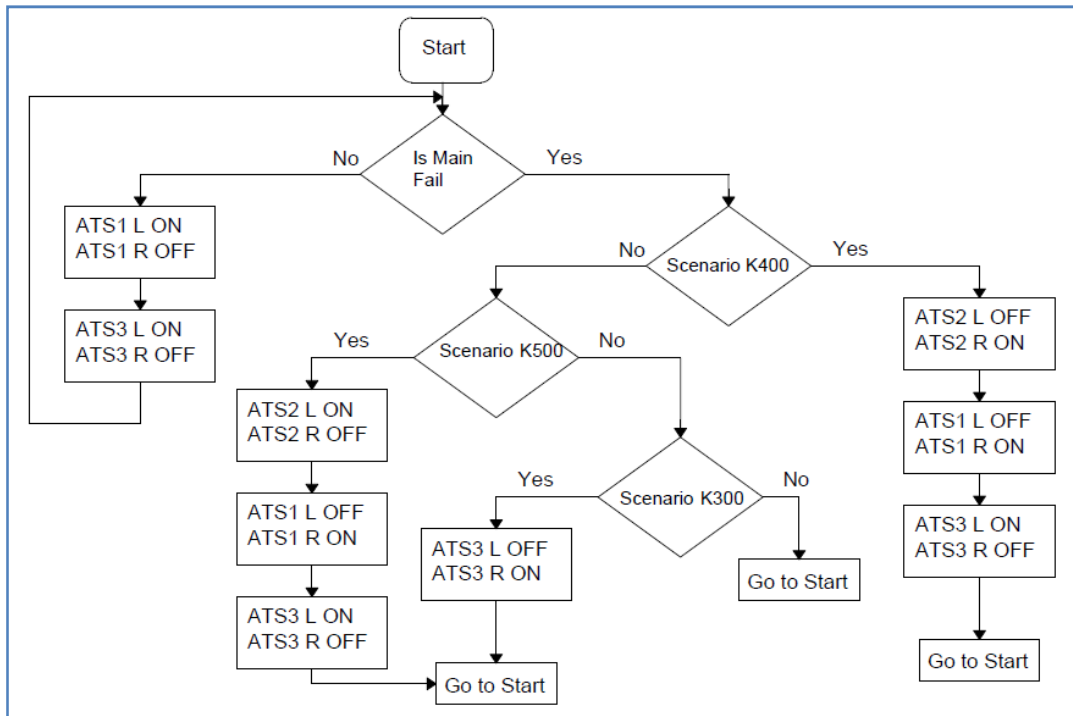 Start
Is Main
Fail
No
Yes
ATS1 L ON
ATS1 R OFF
ATS3 L ON
ATS3 R OFF
Scenario K400
No
Yes
Scenario K500
Yes
No
ATS2 L OFF
ATS2 R ON
ATS1 L OFF
ATS1 R ON
ATS3 L ON
ATS3 R OFF
Go to Start
ATS2 L ON
ATS2 R OFF
ATS1 L OFF
ATS1 R ON
ATS3 L ON
ATS3 R OFF
Scenario K300
Yes
No
ATS3 L OFF
ATS3 R ON
Go to Start
Go to Start